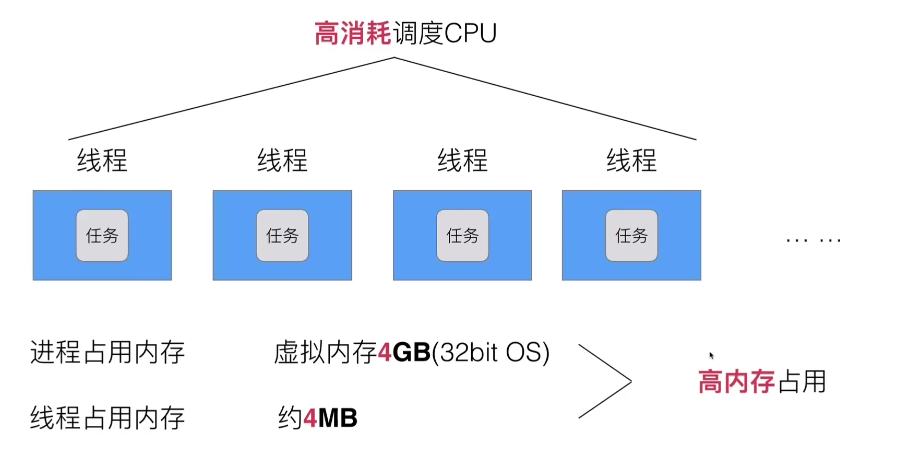 高消耗调度CPU
线程 线程 线程 线程
任务 任务 任务 任务 ... ...
进程占用内存 虚拟内存4GB(32bit OS)
高内存占用
线程占用内存 约4MB